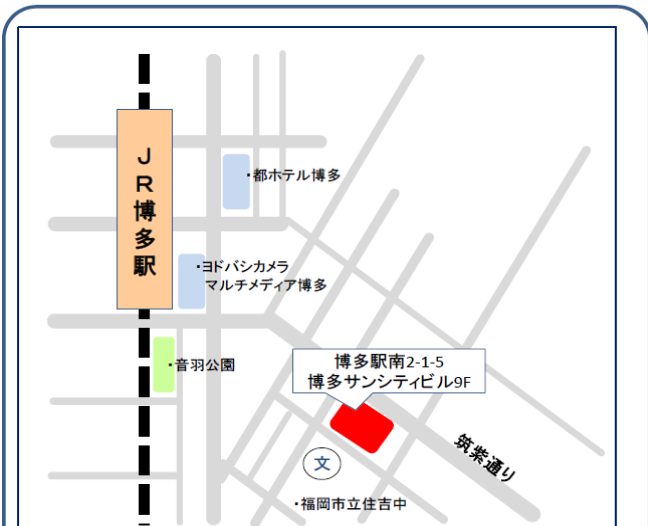 JR博多駅
・都ホテル博多
・ヨドバシカメラ
マルチメディア博多
・音羽公園
博多駅南2-1-5
博多サンシティビル9F
筑紫通り
文
・福岡市立住吉中